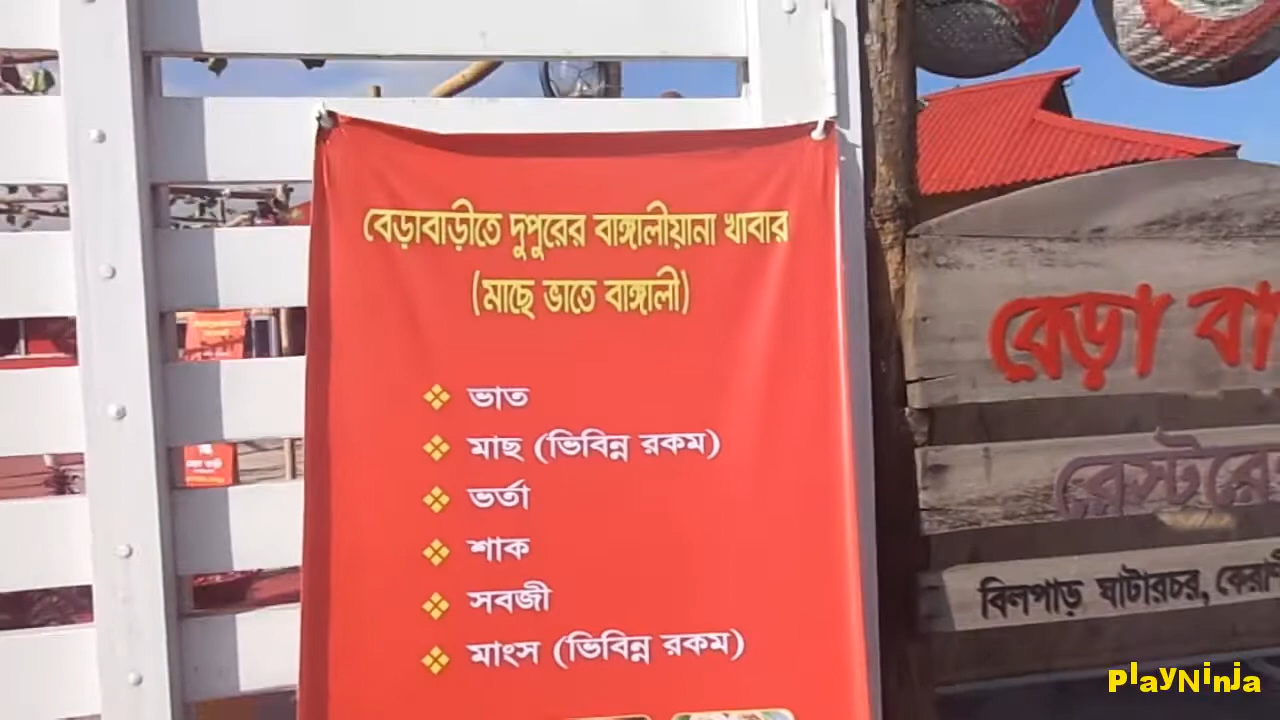 বেড়াবাড়ীতে দুপুরের বাঙ্গালীয়ানা খাবার
(মাছে ভাতে বাঙ্গালী)
❖ ভাত
❖ মাছ (ভিবিন্ন রকম)
❖ ভর্তা
❖ শাক
❖ সবজী
❖ মাংস (ভিবিন্ন রকম)
বেড়া বা
রেস্টরে
বিলপাড় ঘাটারচর, কেরা
PlayNinja